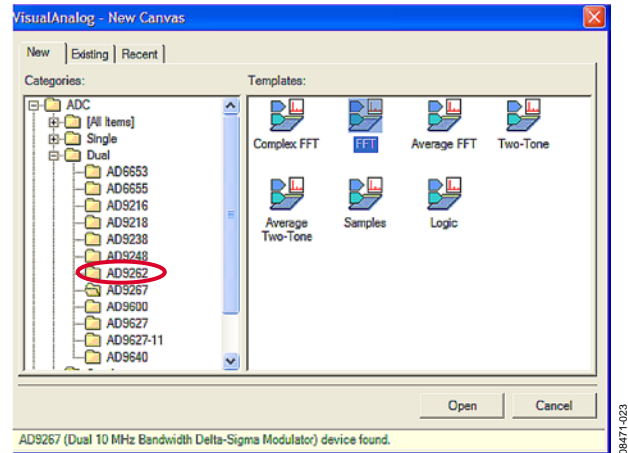 VisualAnalog - New Canvas
New Existing Recent
Categories:
Templates:
ADC
[All Items]
Single
Dual
AD6653
AD6655
AD9216
AD9218
AD9238
AD9248
AD9262
AD9267
AD9600
AD9627
AD9627-11
AD9640
Complex FFT
FFT
Average FFT
Two-Tone
Average
Two-Tone
Samples
Logic
Open
Cancel
AD9267 (Dual 10 MHz Bandwidth Delta-Sigma Modulator) device found.
08471-023